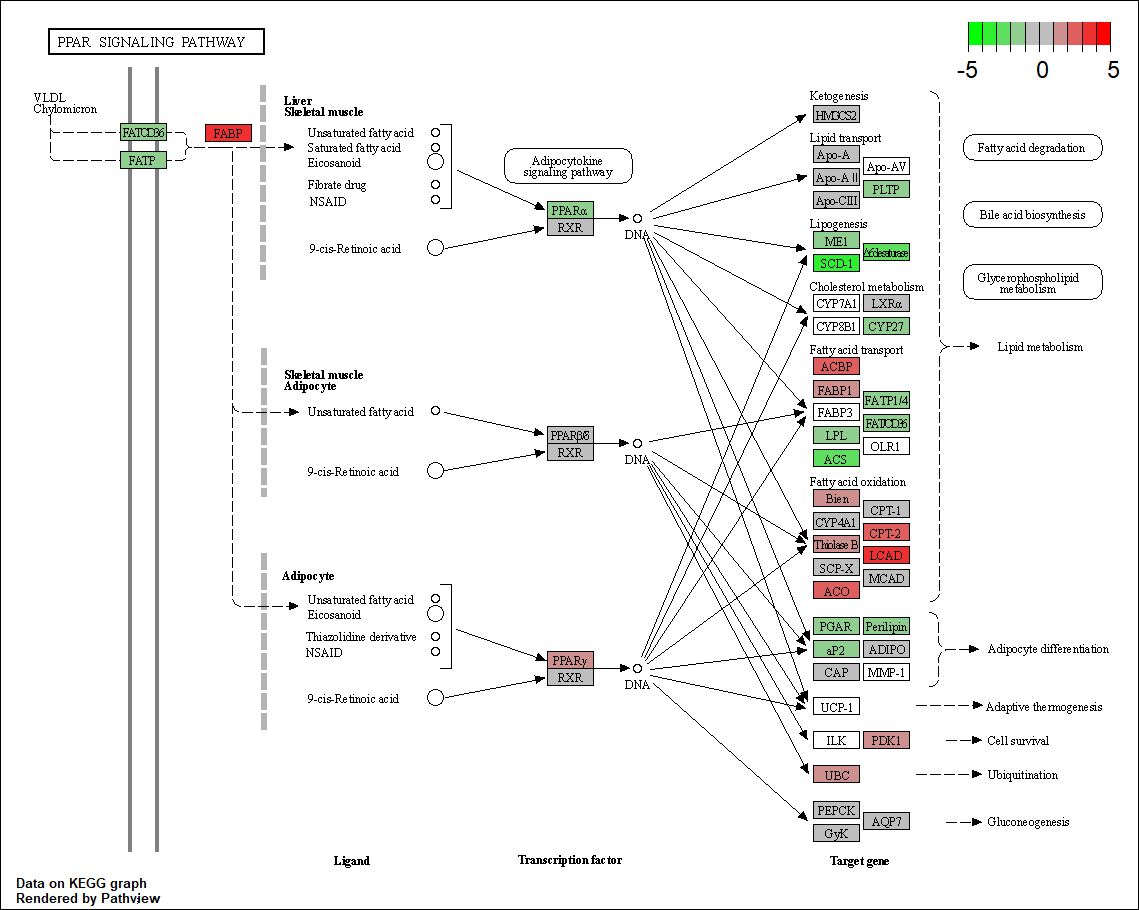 PPAR SIGNALING PATHWAY
-5 0 5
VLDL
Chylomicron
FAT/CD36
FATP
FABP
Liver
Skeletal muscle
Unsaturated fatty acid
Saturated fatty acid
Eicosanoid
Fibrate drug
NSAID
9-cis-Retinoic acid
Adipocytokine
signaling pathway
PPARα
RXR
DNA
Skeletal muscle
Adipocyte
Unsaturated fatty acid
9-cis-Retinoic acid
PPARβ/δ
RXR
DNA
Adipocyte
Unsaturated fatty acid
Eicosanoid
Thiazolidine derivative
NSAID
9-cis-Retinoic acid
PPARγ
RXR
DNA
Ketogenesis
HMGCS2
Lipid transport
Apo-A
Apo-AV
Apo-A II
PLTP
Apo-CIII
Lipogenesis
ME1
SCD-1
Cholesterol metabolism
CYP7A1 LXRα
CYP8B1 CYP27
Fatty acid transport
ACBP
FABP1
FATP1/4
FABP3
FAT/CD36
LPL
OLR1
ACS
Fatty acid oxidation
Bien
CPT-1
CYP4A1
CPT-2
Thiolase B
LCAD
SCP-X
MCAD
ACO
PGAR Perilipin
aP2 ADIPO
CAP MMP-1
UCP-1
ILK PDK1
UBC
PEPCK
AQP7
GyK
Fatty acid degradation
Bile acid biosynthesis
Glycerophospholipid
metabolism
Lipid metabolism
Adipocyte differentiation
Adaptive thermogenesis
Cell survival
Ubiquitination
Gluconeogenesis
Ligand
Transcription factor
Target gene
Data on KEGG graph
Rendered by Pathview